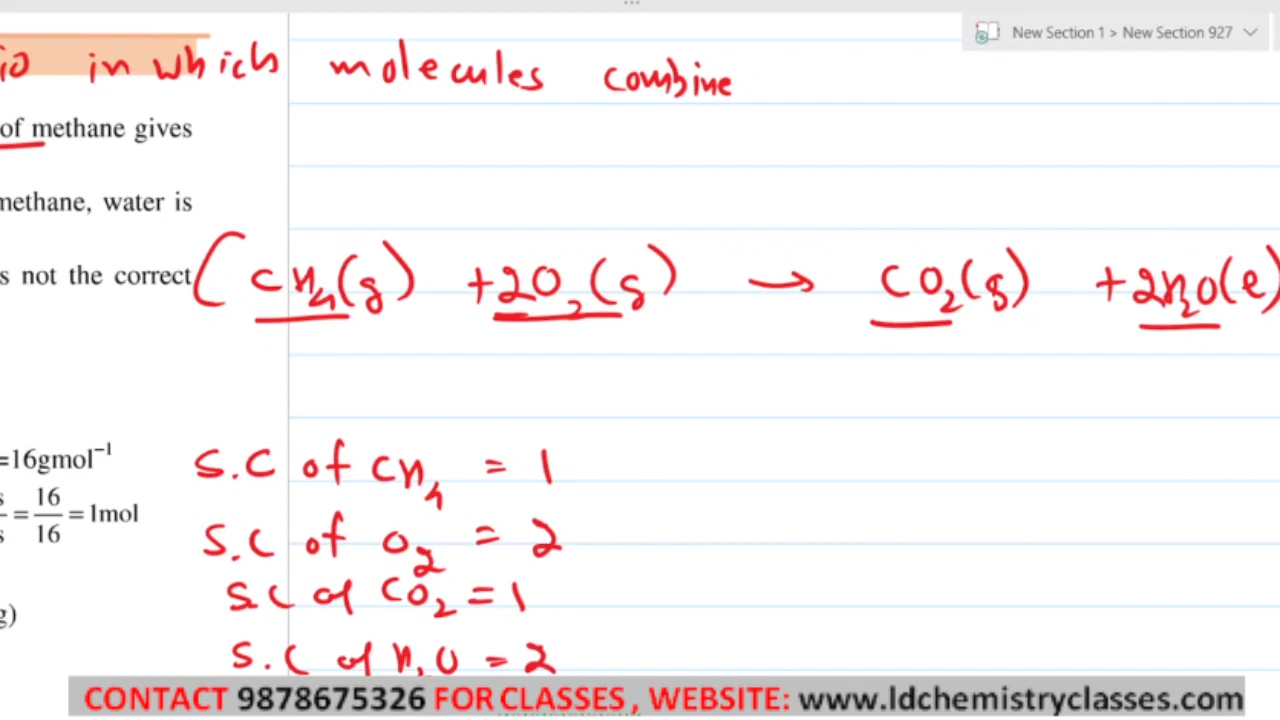 New Section 1 > New Section 927
io in which molecules combine
of methane gives
methane, water is
s not the correct
(CH₄(g) + 2O₂(g) → CO₂(g) + 2H₂O(l)
=16gmol⁻¹
S.C of CH₄ = 1
s/s = 16/16 = 1mol
S.C of O₂ = 2
S.C of CO₂ = 1
g)
S.C of H₂O = 2
CONTACT 9878675326 FOR CLASSES , WEBSITE: www.ldchemistryclasses.com